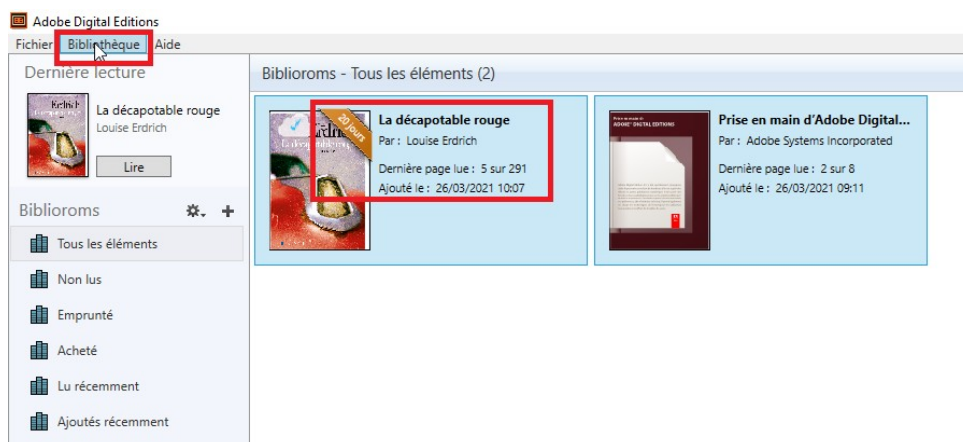 Adobe Digital Editions
Fichier Bibliothèque Aide
Dernière lecture
La décapotable rouge
Louise Erdrich
Lire
Biblioroms
Tous les éléments
Non lus
Emprunté
Acheté
Lu récemment
Ajoutés récemment
Biblioroms - Tous les éléments (2)
20 jours
La décapotable rouge
Par : Louise Erdrich
Dernière page lue : 5 sur 291
Ajouté le : 26/03/2021 10:07
Prise en main d'Adobe Digital...
Par : Adobe Systems Incorporated
Dernière page lue : 2 sur 8
Ajouté le : 26/03/2021 09:11